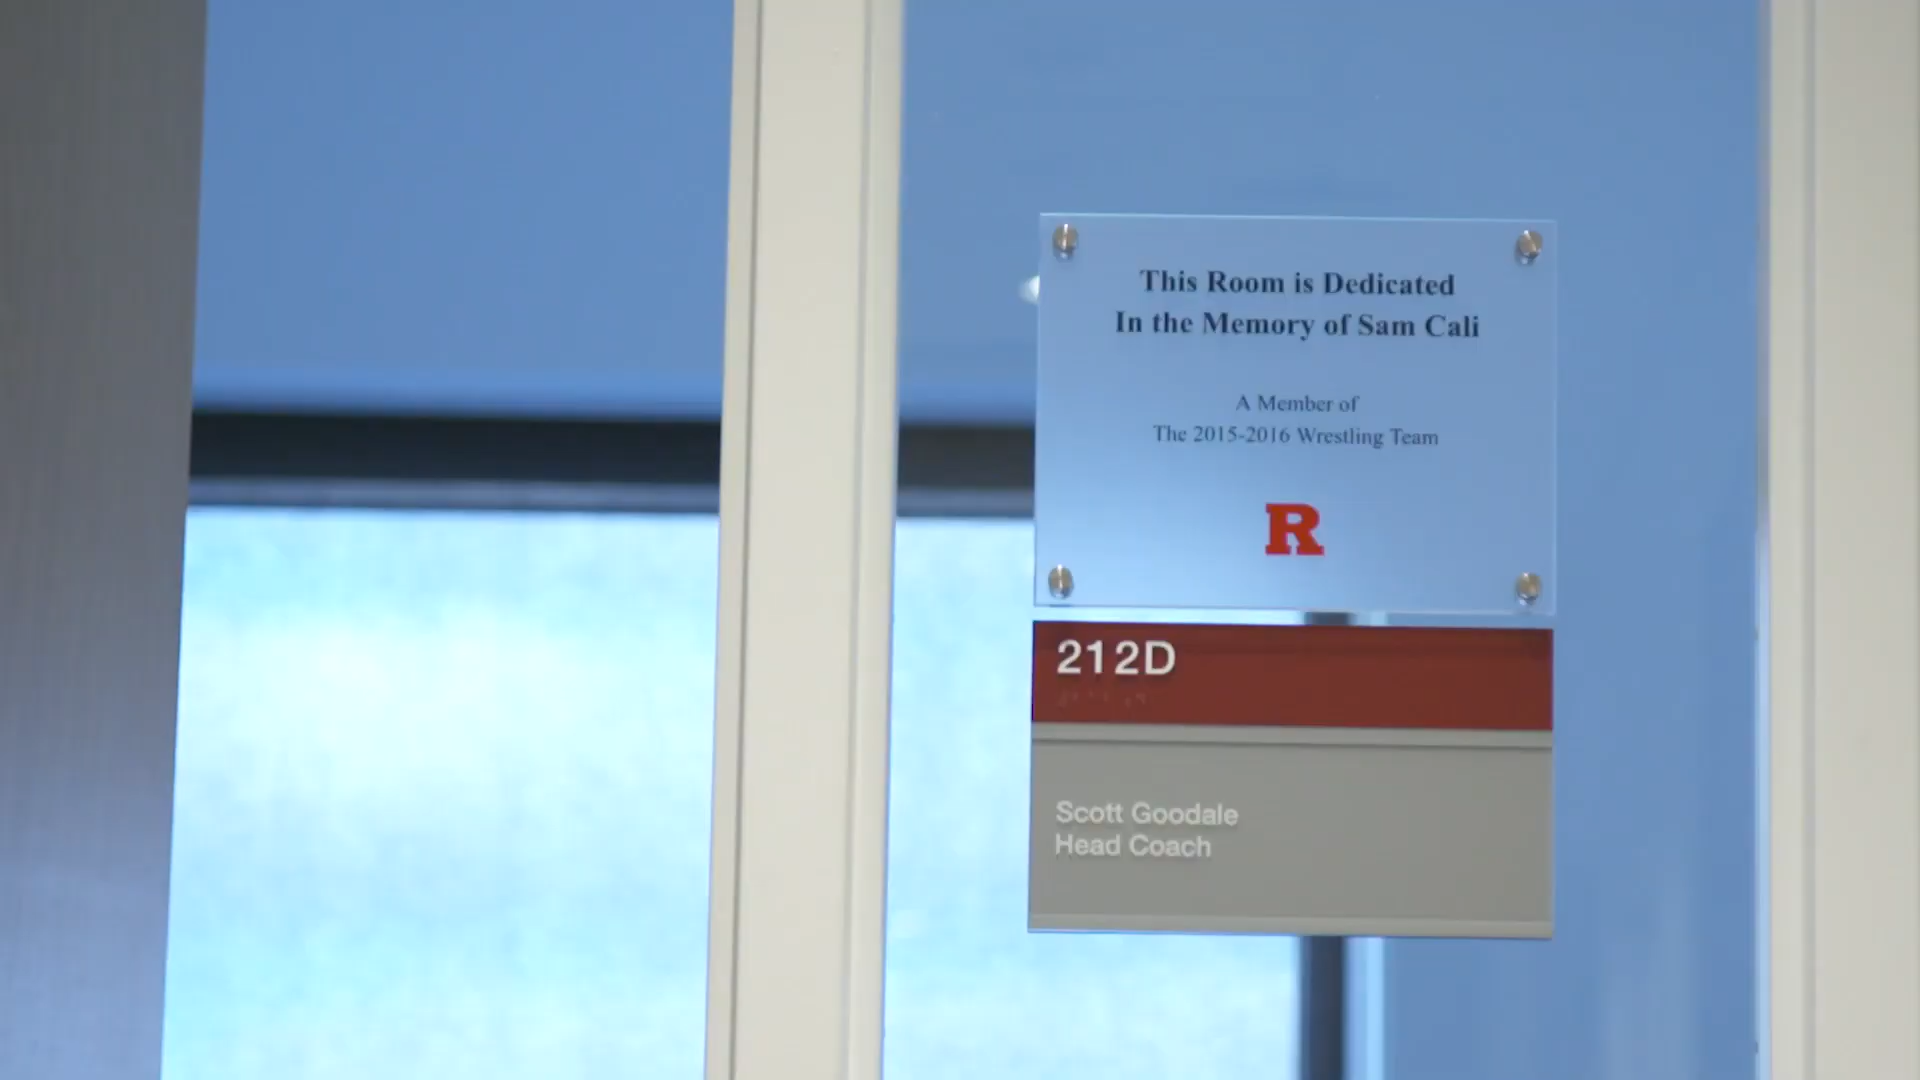 This Room is Dedicated
In the Memory of Sam Cali
A Member of
The 2015-2016 Wrestling Team
R
212D
Scott Goodale
Head Coach